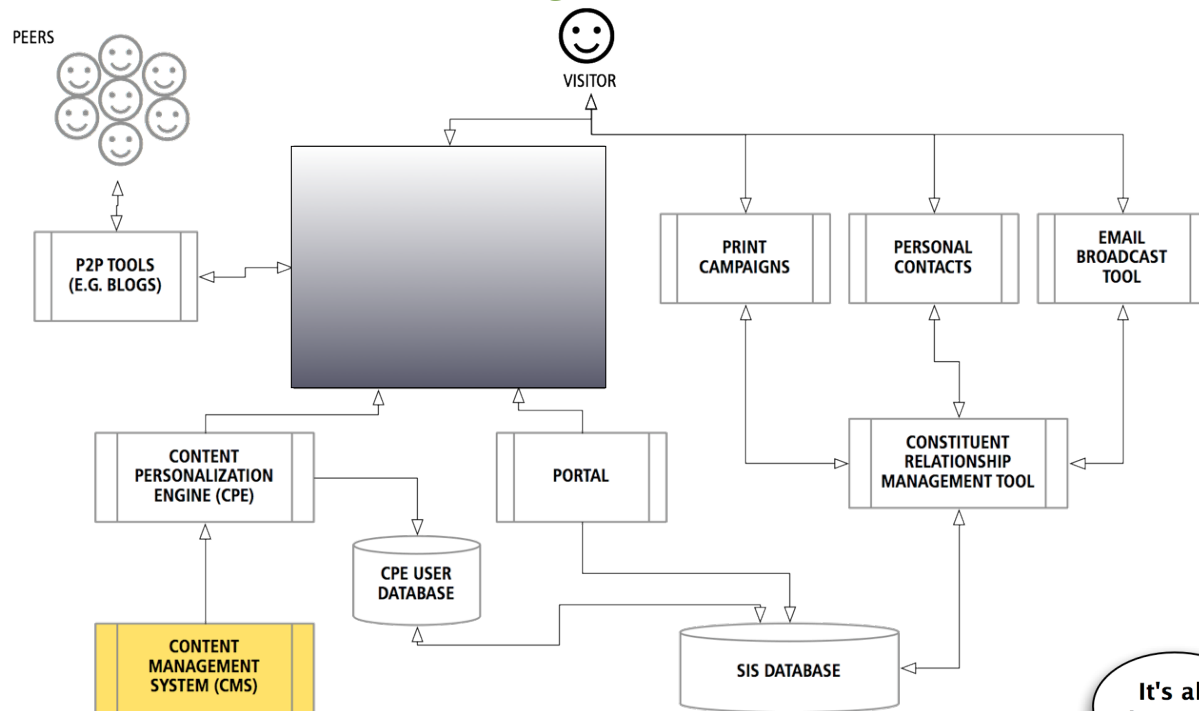 PEERS
VISITOR
P2P TOOLS
(E.G. BLOGS)
PRINT
CAMPAIGNS
PERSONAL
CONTACTS
EMAIL
BROADCAST
TOOL
CONTENT
PERSONALIZATION
ENGINE (CPE)
PORTAL
CONSTITUENT
RELATIONSHIP
MANAGEMENT TOOL
CPE USER
DATABASE
CONTENT
MANAGEMENT
SYSTEM (CMS)
SIS DATABASE
It's al